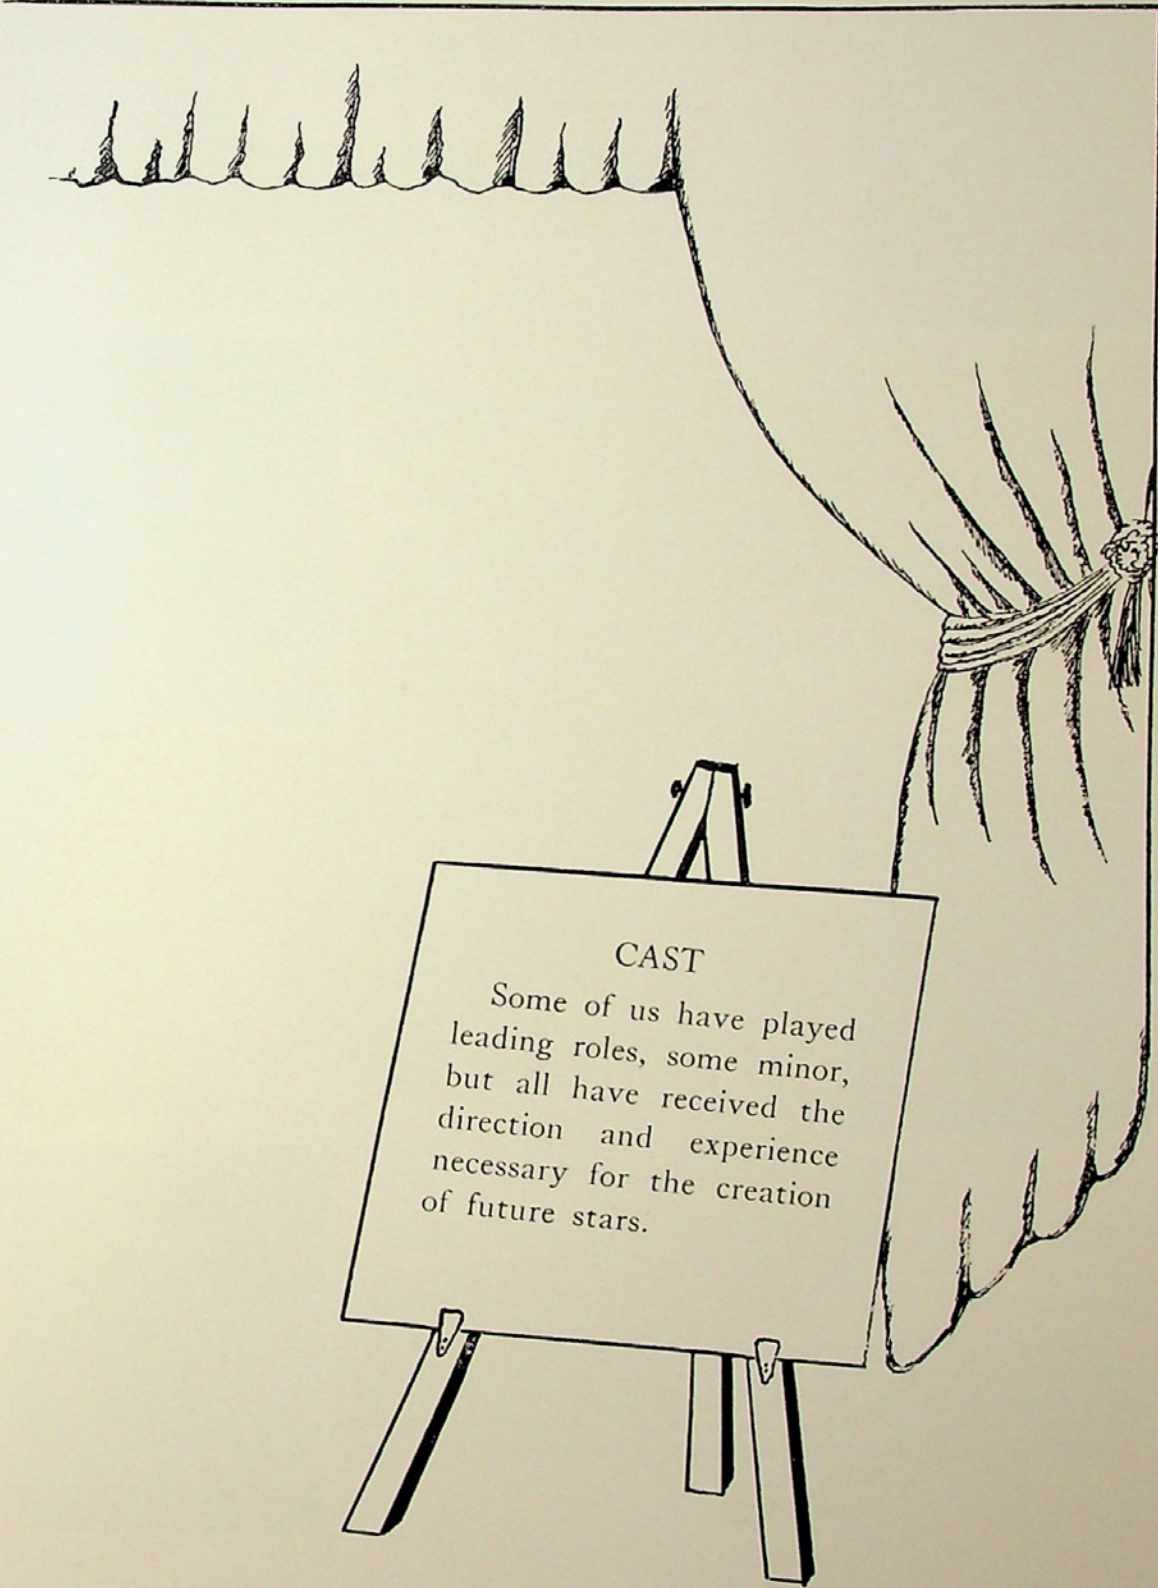 CAST
Some of us have played
leading roles, some minor,
but all have received the
direction and experience
necessary for the creation
of future stars.